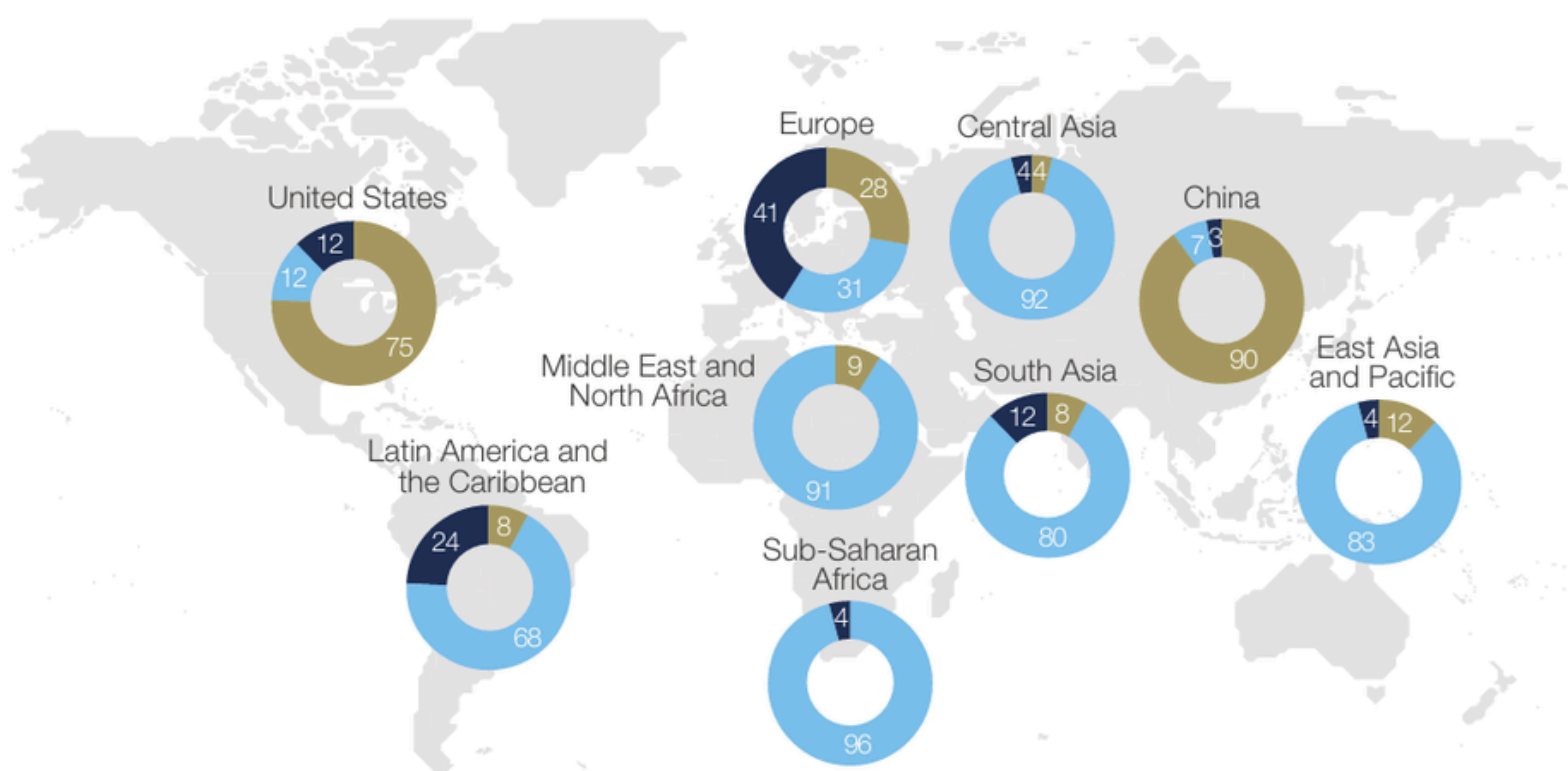 United States
12
12
75
Europe
28
41
31
Central Asia
4
4
92
China
7
3
90
Middle East and
North Africa
9
91
South Asia
12
8
80
East Asia
and Pacific
4
12
83
Latin America and
the Caribbean
8
24
68
Sub-Saharan
Africa
4
96